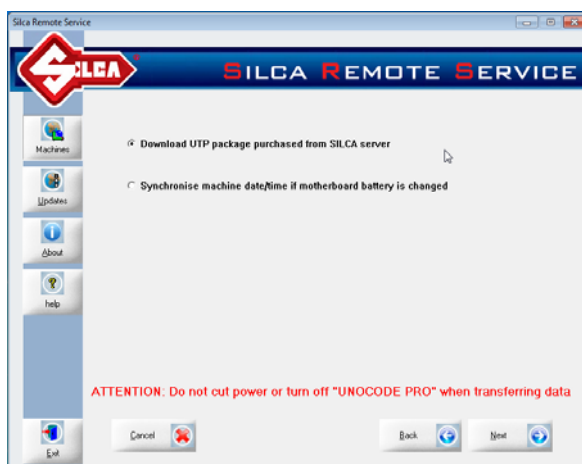 Silca Remote Service
SILCA
SILCA REMOTE SERVICE
Machines
Updates
About
help
Exit
Download UTP package purchased from SILCA server
Synchronise machine date/time if motherboard battery is changed
ATTENTION: Do not cut power or turn off "UNOCODE PRO" when transferring data
Cancel
Back
Next